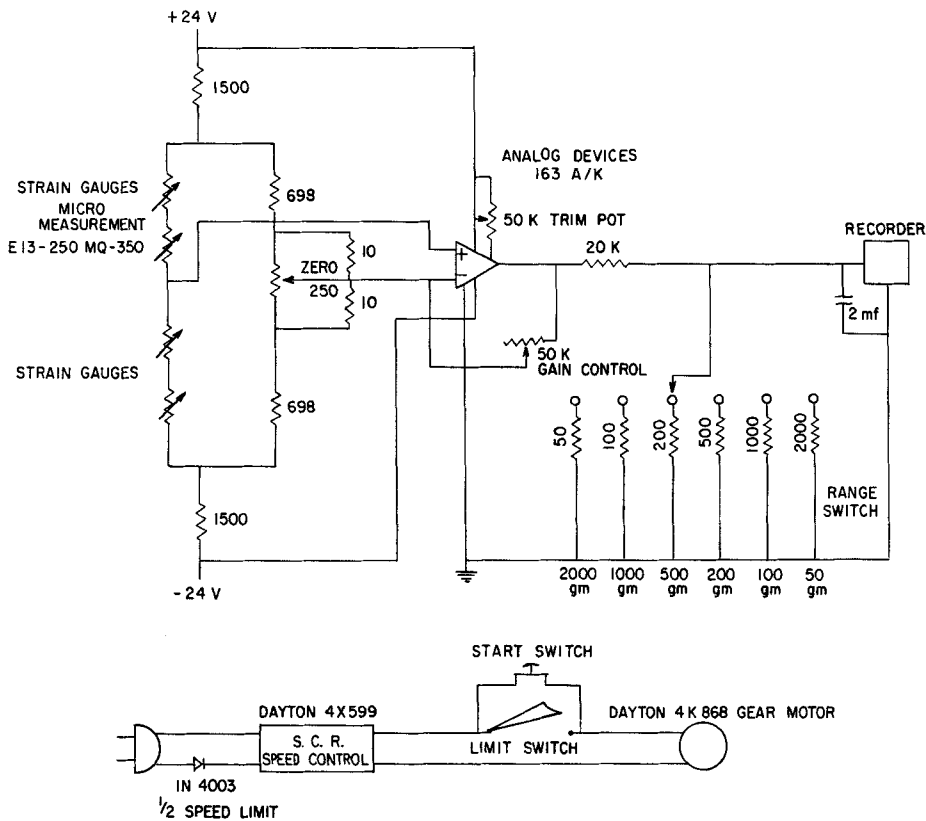 +24 V
1500
STRAIN GAUGES
MICRO
MEASUREMENT
E13-250 MQ-350
698
ANALOG DEVICES
163 A/K
50 K TRIM POT
20 K
RECORDER
10
ZERO
250
10
+
−
2 mf
50 K
GAIN CONTROL
STRAIN GAUGES
698
50
100
200
500
1000
2000
RANGE
SWITCH
1500
-24 V
2000 gm
1000 gm
500 gm
200 gm
100 gm
50 gm
START SWITCH
DAYTON 4X599
DAYTON 4K868 GEAR MOTOR
S. C. R.
SPEED CONTROL
LIMIT SWITCH
IN 4003
1/2 SPEED LIMIT